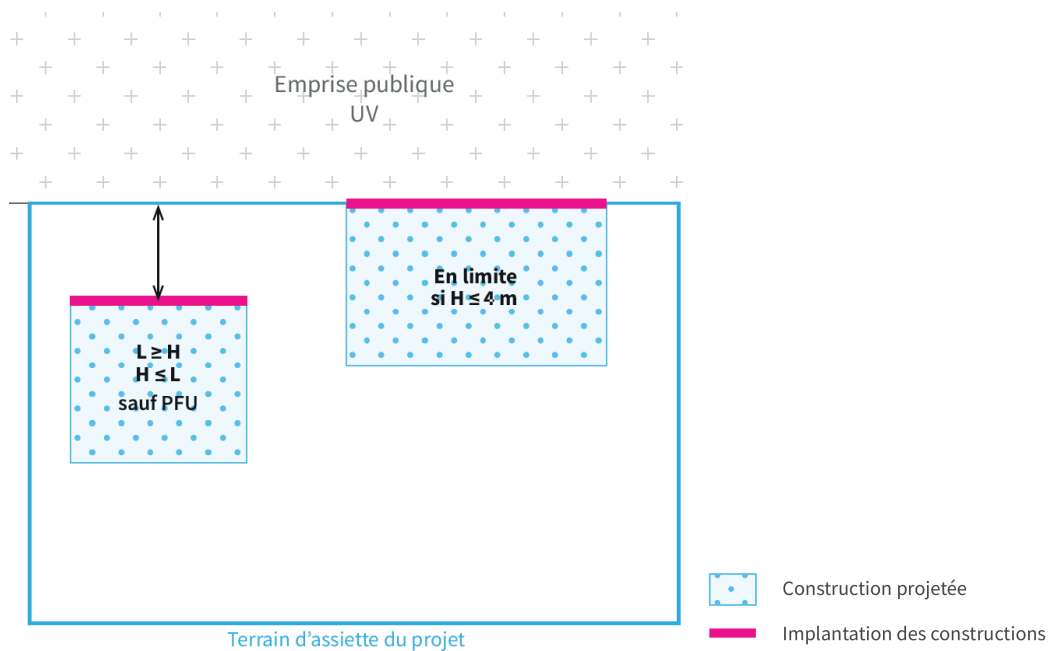 Emprise publique
UV
En limite
si H ≤ 4 m
L ≥ H
H ≤ L
sauf PFU
Construction projetée
Implantation des constructions
Terrain d’assiette du projet